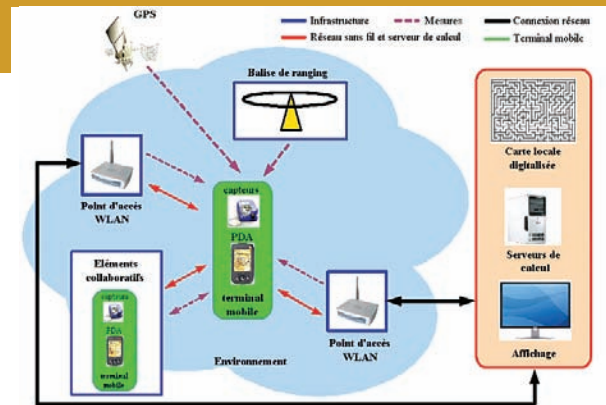 GPS
Infrastructure
Mesures
Connexion réseau
Réseau sans fil et serveur de calcul
Terminal mobile
Balise de ranging
Point d'accès
WLAN
capteurs
PDA
terminal
mobile
Eléments
collaboratifs
capteurs
PDA
terminal
mobile
Environnement
Point d'accès
WLAN
Carte locale
digitalisée
Serveurs de
calcul
Affichage